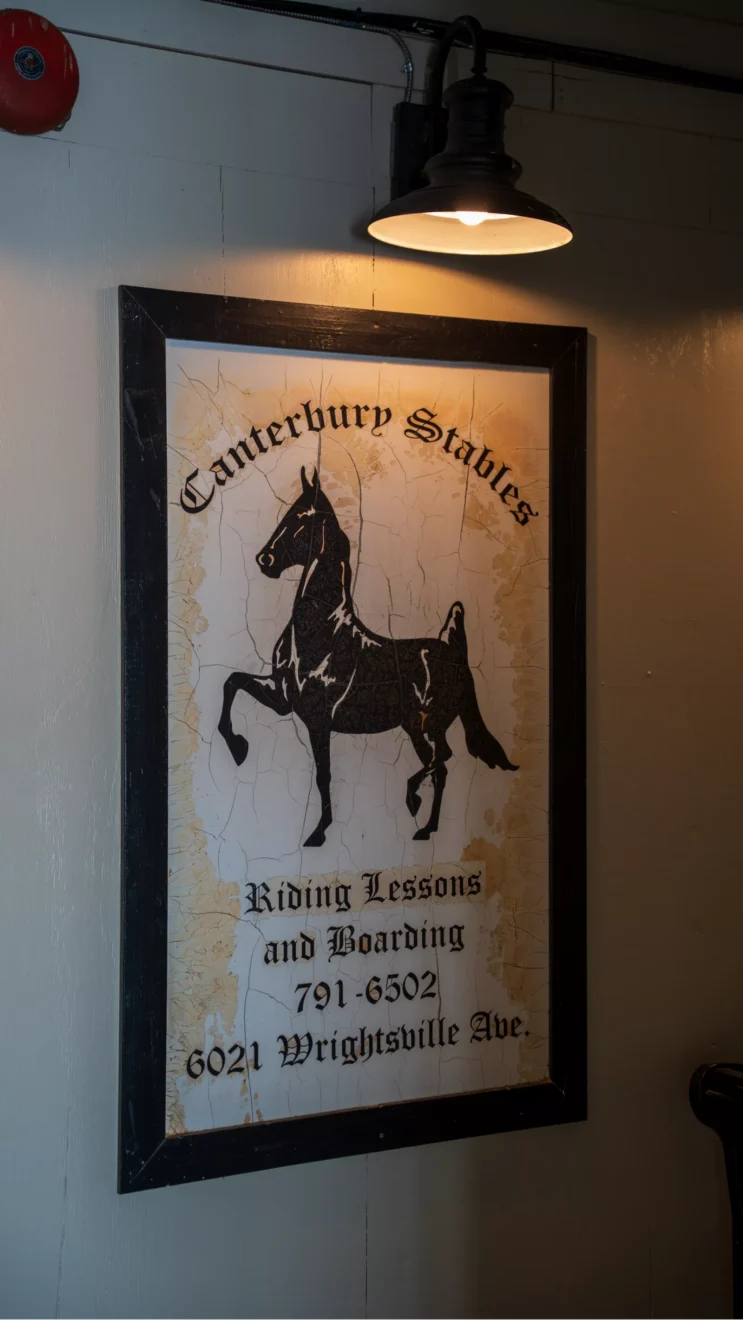 Canterbury Stables
Riding Lessons
and Boarding
791-6502
6021 Wrightsville Ave.